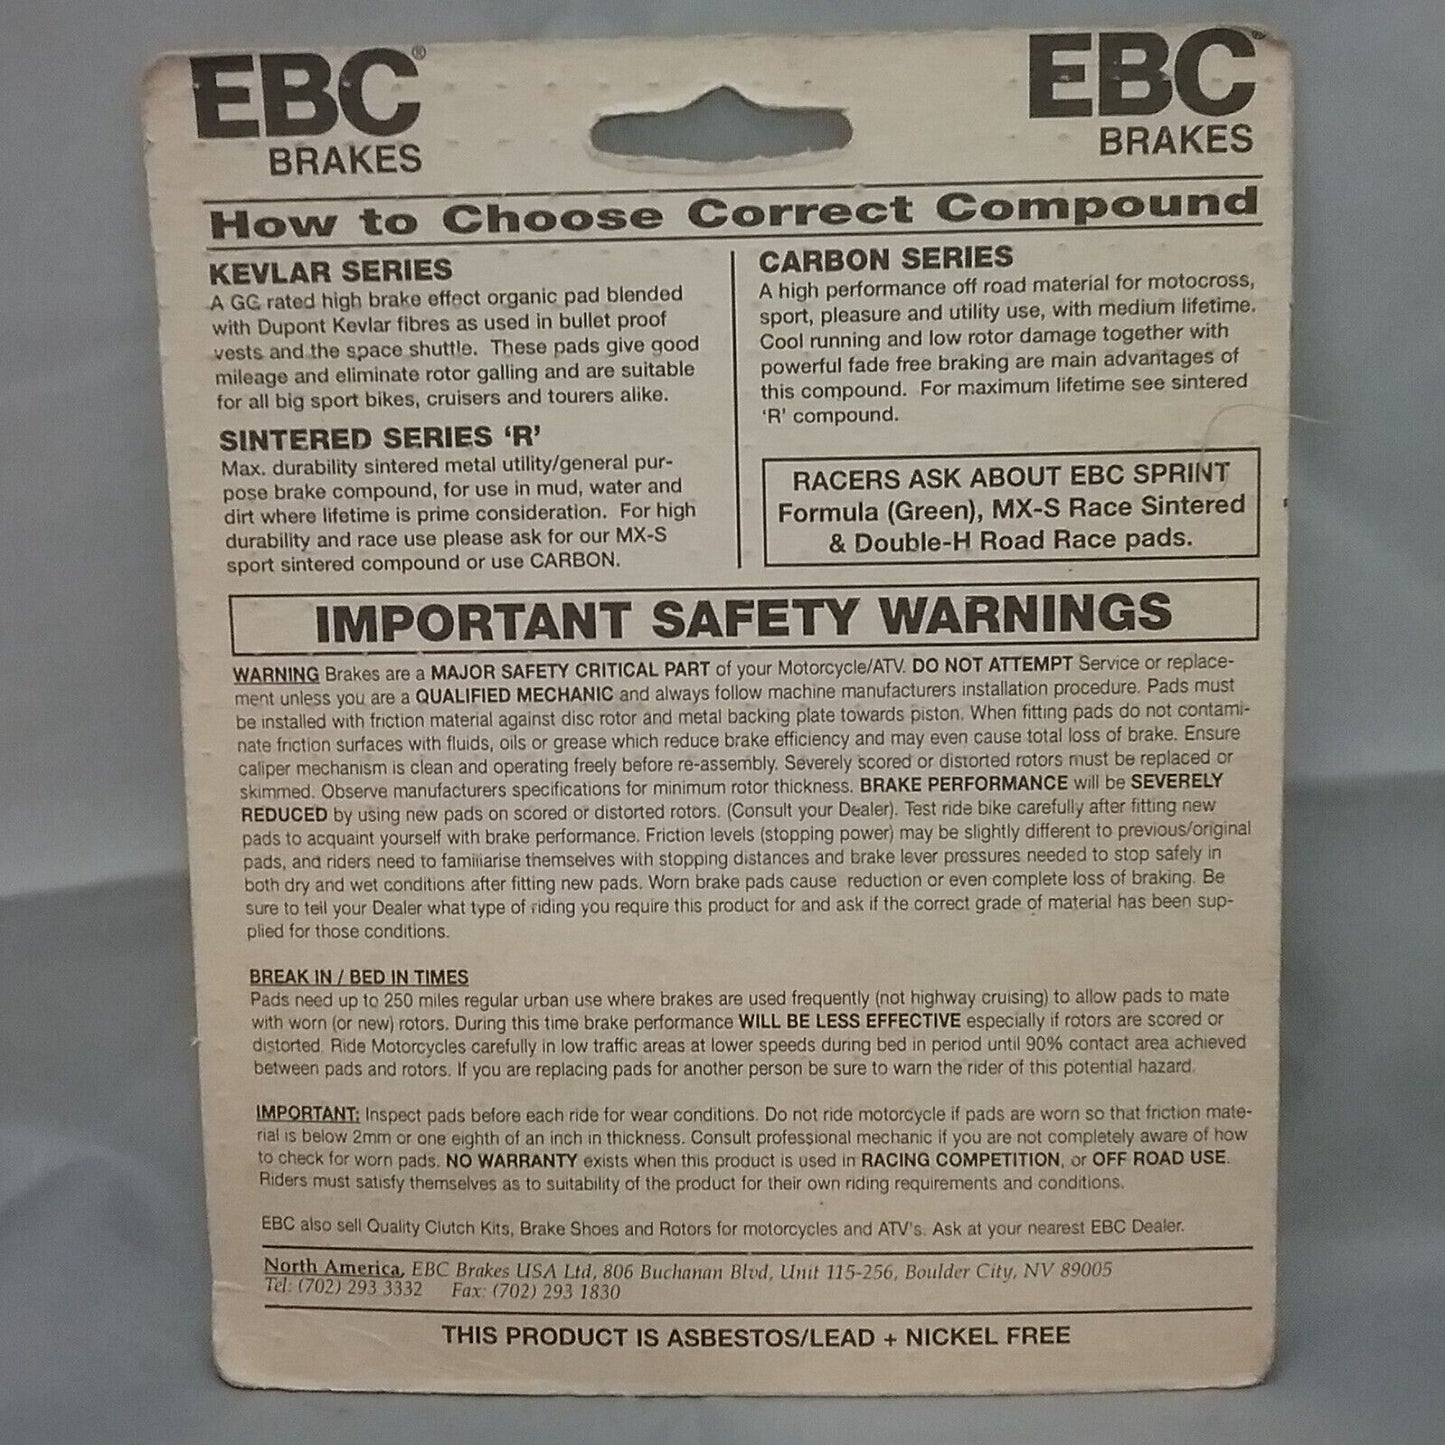 EBC®
BRAKES
EBC®
BRAKES
How to Choose Correct Compound
KEVLAR SERIES
A GG rated high brake effect organic pad blended
with Dupont Kevlar fibres as used in bullet proof
vests and the space shuttle. These pads give good
mileage and eliminate rotor galling and are suitable
for all big sport bikes, cruisers and tourers alike.
SINTERED SERIES ‘R’
Max. durability sintered metal utility/general pur-
pose brake compound, for use in mud, water and
dirt where lifetime is prime consideration. For high
durability and race use please ask for our MX-S
sport sintered compound or use CARBON.
CARBON SERIES
A high performance off road material for motocross,
sport, pleasure and utility use, with medium lifetime.
Cool running and low rotor damage together with
powerful fade free braking are main advantages of
this compound. For maximum lifetime see sintered
‘R’ compound.
RACERS ASK ABOUT EBC SPRINT
Formula (Green), MX-S Race Sintered
& Double-H Road Race pads.
IMPORTANT SAFETY WARNINGS
WARNING Brakes are a MAJOR SAFETY CRITICAL PART of your Motorcycle/ATV. DO NOT ATTEMPT Service or replace-
ment unless you are a QUALIFIED MECHANIC and always follow machine manufacturers installation procedure. Pads must
be installed with friction material against disc rotor and metal backing plate towards piston. When fitting pads do not contami-
nate friction surfaces with fluids, oils or grease which reduce brake efficiency and may even cause total loss of brake. Ensure
caliper mechanism is clean and operating freely before re-assembly. Severely scored or distorted rotors must be replaced or
skimmed. Observe manufacturers specifications for minimum rotor thickness. BRAKE PERFORMANCE will be SEVERELY
REDUCED by using new pads on scored or distorted rotors. (Consult your Dealer). Test ride bike carefully after fitting new
pads to acquaint yourself with brake performance. Friction levels (stopping power) may be slightly different to previous/original
pads, and riders need to familiarise themselves with stopping distances and brake lever pressures needed to stop safely in
both dry and wet conditions after fitting new pads. Worn brake pads cause reduction or even complete loss of braking. Be
sure to tell your Dealer what type of riding you require this product for and ask if the correct grade of material has been sup-
plied for those conditions.
BREAK IN / BED IN TIMES
Pads need up to 250 miles regular urban use where brakes are used frequently (not highway cruising) to allow pads to mate
with worn (or new) rotors. During this time brake performance WILL BE LESS EFFECTIVE especially if rotors are scored or
distorted. Ride Motorcycles carefully in low traffic areas at lower speeds during bed in period until 90% contact area achieved
between pads and rotors. If you are replacing pads for another person be sure to warn the rider of this potential hazard.
IMPORTANT: Inspect pads before each ride for wear conditions. Do not ride motorcycle if pads are worn so that friction mate-
rial is below 2mm or one eighth of an inch in thickness. Consult professional mechanic if you are not completely aware of how
to check for worn pads. NO WARRANTY exists when this product is used in RACING COMPETITION, or OFF ROAD USE.
Riders must satisfy themselves as to suitability of the product for their own riding requirements and conditions.
EBC also sell Quality Clutch Kits, Brake Shoes and Rotors for motorcycles and ATV's. Ask at your nearest EBC Dealer.
North America, EBC Brakes USA Ltd, 806 Buchanan Blvd, Unit 115-256, Boulder City, NV 89005
Tel: (702) 293 3332 Fax: (702) 293 1830
THIS PRODUCT IS ASBESTOS/LEAD + NICKEL FREE